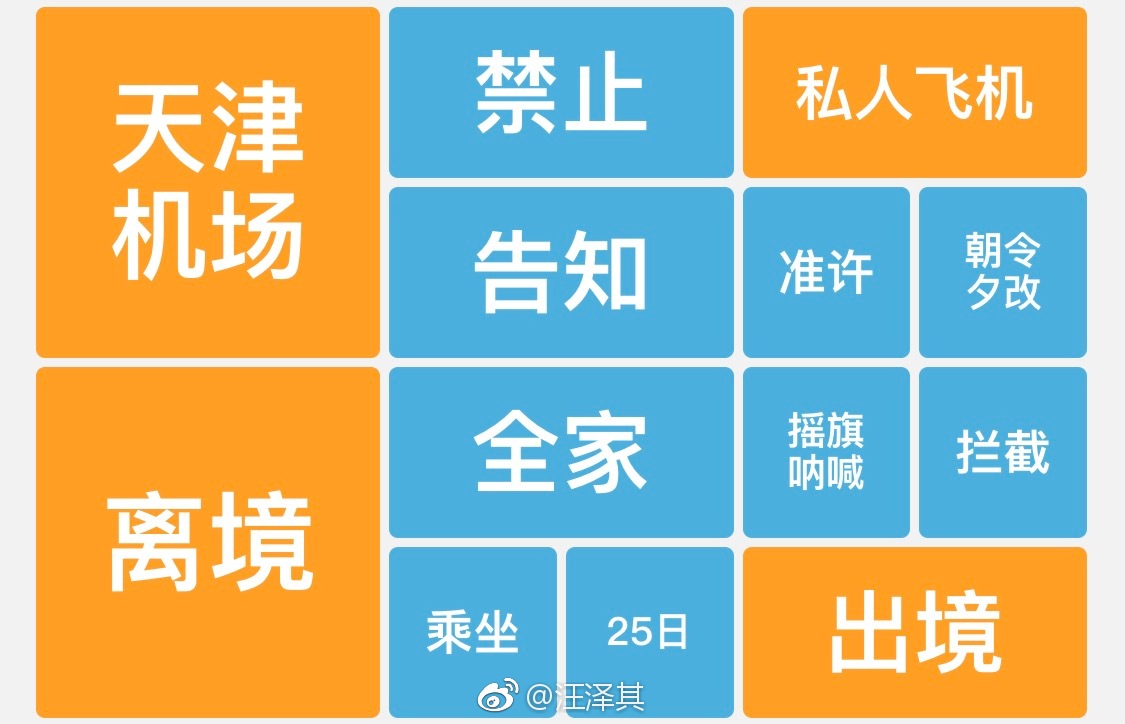 天津
机场
禁止
私人飞机
告知
准许
朝令
夕改
离境
全家
摇旗
呐喊
拦截
乘坐
25日
出境
@汪泽其